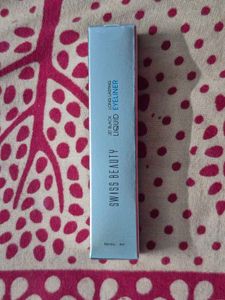 SWISS BEAUTY
JET BLACK LONG LASTING
LIQUID EYELINER